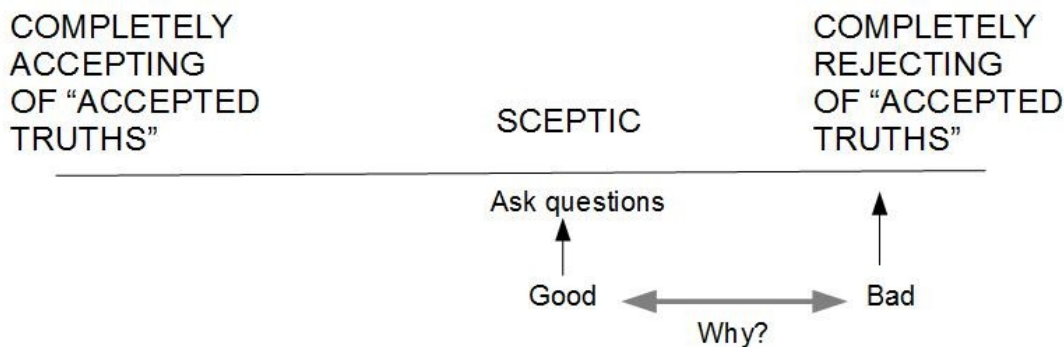 COMPLETELY
ACCEPTING
OF “ACCEPTED
TRUTHS”
SCEPTIC
COMPLETELY
REJECTING
OF “ACCEPTED
TRUTHS”
Ask questions
Good
Bad
Why?